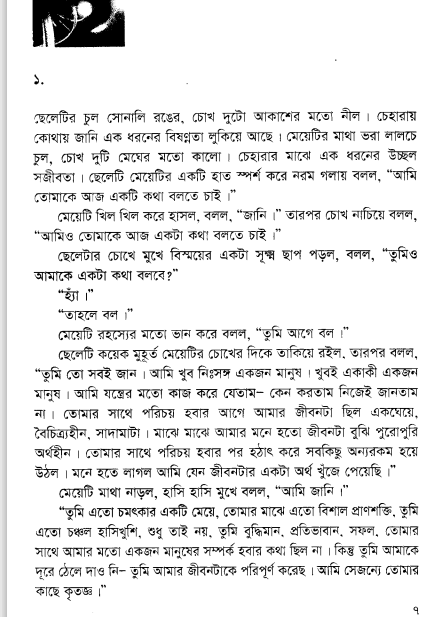 ১.
ছেলেটির চুল সোনালি রঙের, চোখ দুটো আকাশের মতো নীল। চেহারায়
কোথায় জানি এক ধরনের বিষণ্ণতা লুকিয়ে আছে। মেয়েটির মাথা ভরা লালচে
চুল, চোখ দুটি মেঘের মতো কালো। চেহারার মাঝে এক ধরনের উচ্ছল
সজীবতা। ছেলেটি মেয়েটির একটি হাত স্পর্শ করে নরম গলায় বলল, “আমি
তোমাকে আজ একটি কথা বলতে চাই।”
মেয়েটি খিল খিল করে হাসল, বলল, “জানি।” তারপর চোখ নাচিয়ে বলল,
“আমিও তোমাকে আজ একটা কথা বলতে চাই।”
ছেলেটার চোখে মুখে বিস্ময়ের একটা সূক্ষ্ম ছাপ পড়ল, বলল, “তুমিও
আমাকে একটা কথা বলবে?”
“হ্যাঁ।”
“তাহলে বল।”
মেয়েটি রহস্যের মতো ভান করে বলল, “তুমি আগে বল।”
ছেলেটি কয়েক মুহূর্ত মেয়েটির চোখের দিকে তাকিয়ে রইল, তারপর বলল,
“তুমি তো সবই জান। আমি খুব নিঃসঙ্গ একজন মানুষ। খুবই একাকী একজন
মানুষ। আমি যন্ত্রের মতো কাজ করে যেতাম– কেন করতাম নিজেই জানতাম
না। তোমার সাথে পরিচয় হবার আগে আমার জীবনটা ছিল একঘেয়ে,
বৈচিত্র্যহীন, সাদামাটা। মাঝে মাঝে আমার মনে হতো জীবনটা বুঝি পুরোপুরি
অর্থহীন। তোমার সাথে পরিচয় হবার পর হঠাৎ করে সবকিছু অন্যরকম হয়ে
উঠল। মনে হতে লাগল আমি যেন জীবনটার একটা অর্থ খুঁজে পেয়েছি।”
মেয়েটি মাথা নাড়ল, হাসি হাসি মুখে বলল, “আমি জানি।”
“তুমি এতো চমৎকার একটি মেয়ে, তোমার মাঝে এতো বিশাল প্রাণশক্তি, তুমি
এতো চঞ্চল হাসিখুশি, শুধু তাই নয়, তুমি বুদ্ধিমান, প্রতিভাবান, সফল, তোমার
সাথে আমার মতো একজন মানুষের সম্পর্ক হবার কথা ছিল না। কিন্তু তুমি আমাকে
দূরে ঠেলে দাও নি– তুমি আমার জীবনটাকে পরিপূর্ণ করেছ। আমি সেজন্যে তোমার
কাছে কৃতজ্ঞ।”
৭